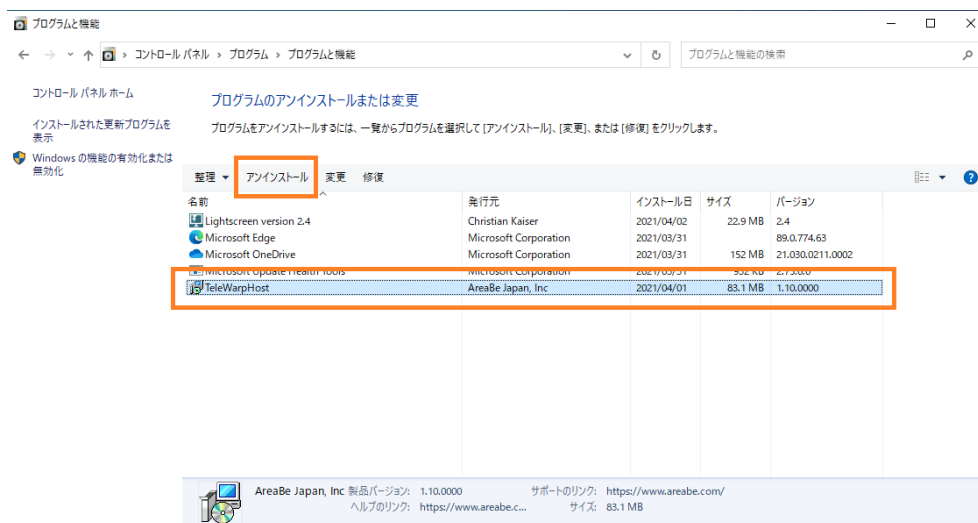 プログラムと機能
コントロール パネル › プログラム › プログラムと機能
プログラムと機能の検索
コントロール パネル ホーム
インストールされた更新プログラムを
表示
Windows の機能の有効化または
無効化
プログラムのアンインストールまたは変更
プログラムをアンインストールするには、一覧からプログラムを選択して [アンインストール]、[変更]、または [修復] をクリックします。
整理 アンインストール 変更 修復
名前 発行元 インストール日 サイズ バージョン
Lightscreen version 2.4 Christian Kaiser 2021/04/02 22.9 MB 2.4
Microsoft Edge Microsoft Corporation 2021/03/31 89.0.774.63
Microsoft OneDrive Microsoft Corporation 2021/03/31 152 MB 21.030.0211.0002
Microsoft Update Health Tools Microsoft Corporation 2021/03/31
TeleWarpHost AreaBe Japan, Inc 2021/04/01 83.1 MB 1.10.0000
AreaBe Japan, Inc 製品バージョン: 1.10.0000 サポートのリンク: https://www.areabe.com/
ヘルプのリンク: https://www.areabe.c... サイズ: 83.1 MB